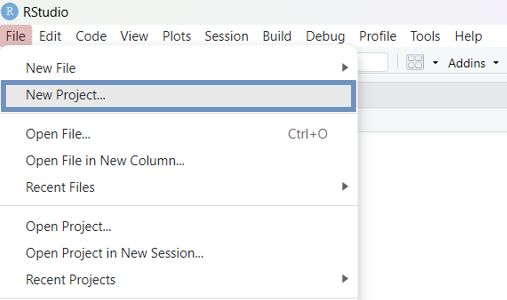 R RStudio
File Edit Code View Plots Session Build Debug Profile Tools Help
New File
Addins
New Project...
Open File... Ctrl+O
Open File in New Column...
Recent Files
Open Project...
Open Project in New Session...
Recent Projects